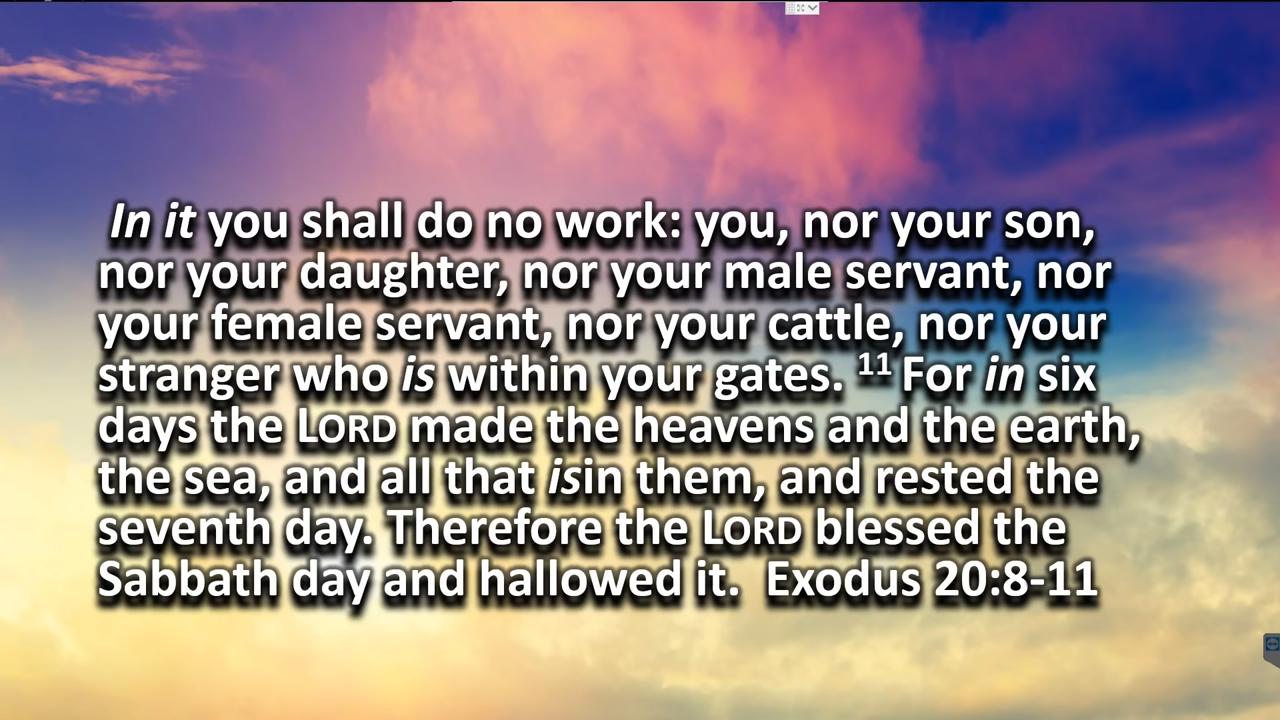 In it you shall do no work: you, nor your son,
nor your daughter, nor your male servant, nor
your female servant, nor your cattle, nor your
stranger who is within your gates. 11 For in six
days the LORD made the heavens and the earth,
the sea, and all that isin them, and rested the
seventh day. Therefore the LORD blessed the
Sabbath day and hallowed it.  Exodus 20:8-11